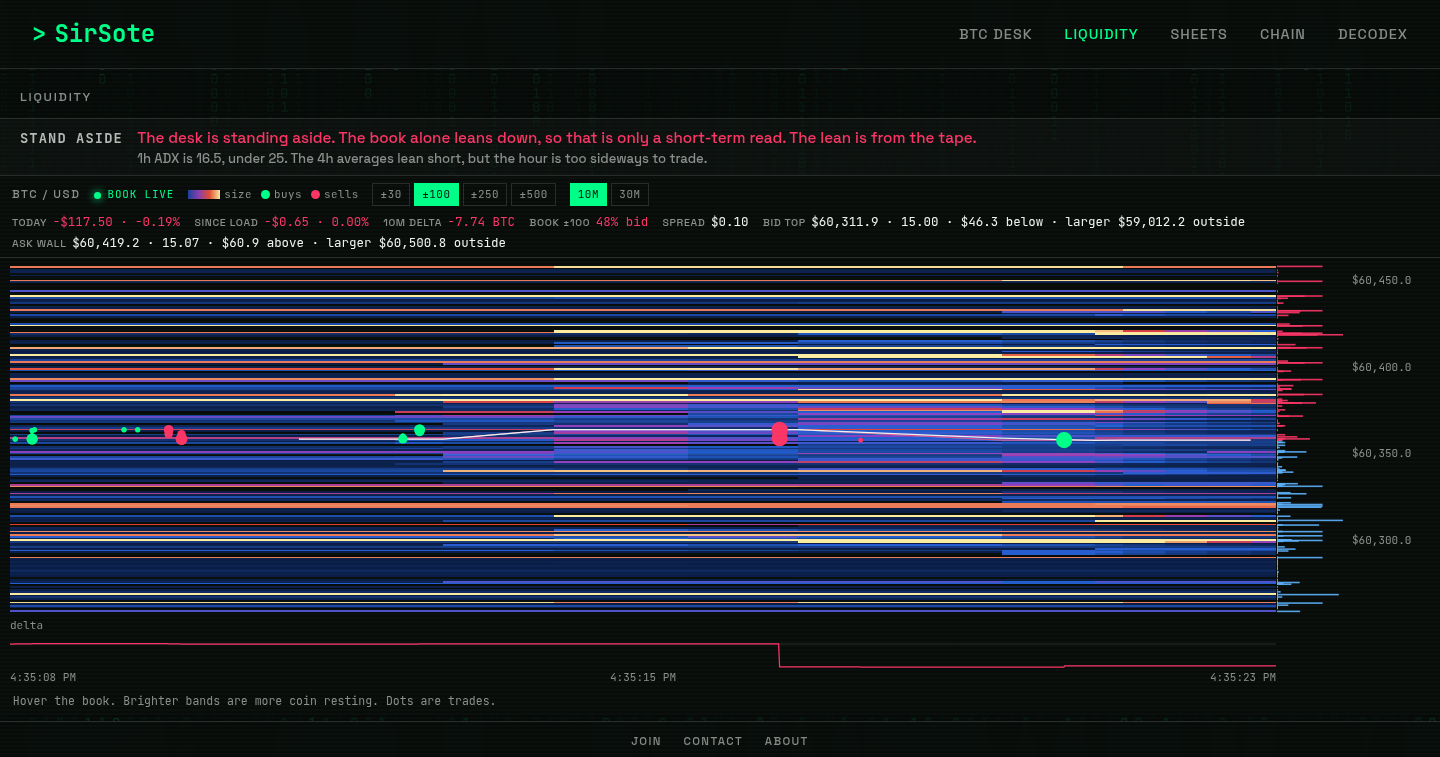 > SirSote
BTC DESK LIQUIDITY SHEETS CHAIN DECODEX
LIQUIDITY
STAND ASIDE The desk is standing aside. The book alone leans down, so that is only a short-term read. The lean is from the tape.
1h ADX is 16.5, under 25. The 4h averages lean short, but the hour is too sideways to trade.
BTC / USD BOOK LIVE size buys sells ±30 ±100 ±250 ±500 10M 30M
TODAY -$117.50 · -0.19% SINCE LOAD -$0.65 · 0.00% 10M DELTA -7.74 BTC BOOK ±100 48% bid SPREAD $0.10 BID TOP $60,311.9 · 15.00 · $46.3 below · larger $59,012.2 outside
ASK WALL $60,419.2 · 15.07 · $60.9 above · larger $60,500.8 outside
$60,450.0
$60,400.0
$60,350.0
$60,300.0
delta
4:35:08 PM 4:35:15 PM 4:35:23 PM
Hover the book. Brighter bands are more coin resting. Dots are trades.
JOIN CONTACT ABOUT